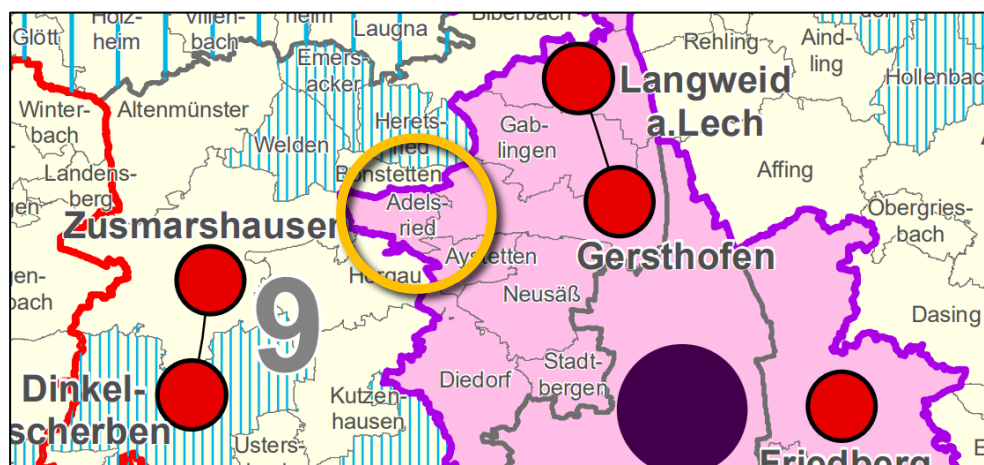 Glött
Holz-
heim
Villen-
bach
heim
Laugna
Biberbach
Emers-
acker
Rehling
Aind-
ling
Hollenbac
Langweid
a.Lech
Winter-
bach
Altenmünster
Welden
Herets-
ried
Gab-
lingen
Affing
Landens-
berg
Bonstetten
Adels-
ried
Obergries-
bach
Zusmarshausen
Aystetten
Gersthofen
Horgau
Neusäß
9
Dasing
Dinkel-
scherben
Kutzen-
hausen
Diedorf
Stadt-
bergen
Usters-
Friedberg